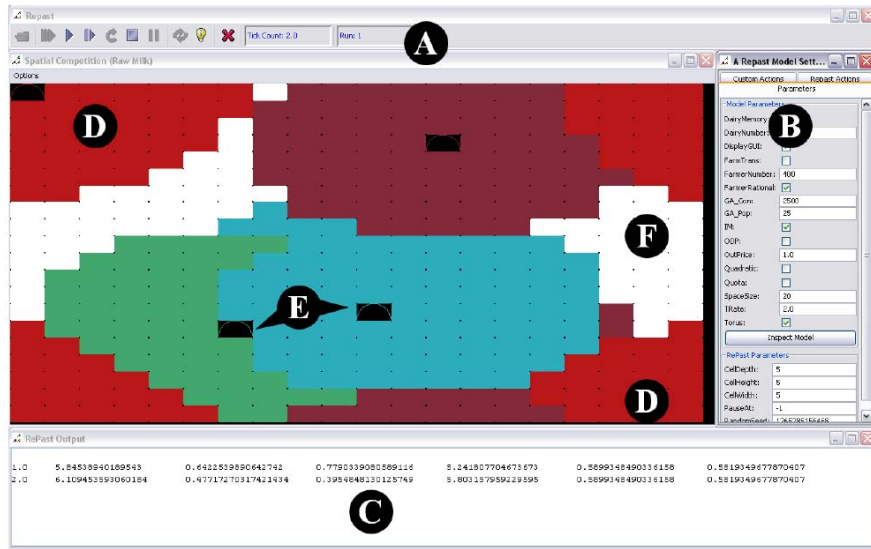 Repast
Tick Count: 2.0
Run: 1
A
Spatial Competition (Raw Milk)
Options
D
E
F
D
A Repast Model Sett...
Custom Actions
Repast Actions
Parameters
Model Parameters
DairyMemory:
DairyNumber:
B
DisplayGUI:
FarmTrans:
FarmerNumber: 400
FarmerRational:
GA_Gen: 2500
GA_Pop: 25
IM:
ODP:
OutPrice: 1.0
Quadratic:
Quota:
SpaceSize: 20
TRate: 2.0
Torus:
Inspect Model
RePast Parameters
CellDepth: 5
CellHeight: 5
CellWidth: 5
PauseAt: -1
RePast Output
1.0 5.84538940189543 0.6422539890642742 0.7790339080589116 5.241807704673673 0.5899348490336158 0.5819349677870407
2.0 6.109453593060184 0.47717270317421434 0.3954848130125749 5.803157959229595 0.5899348490336158 0.5819349677870407
C